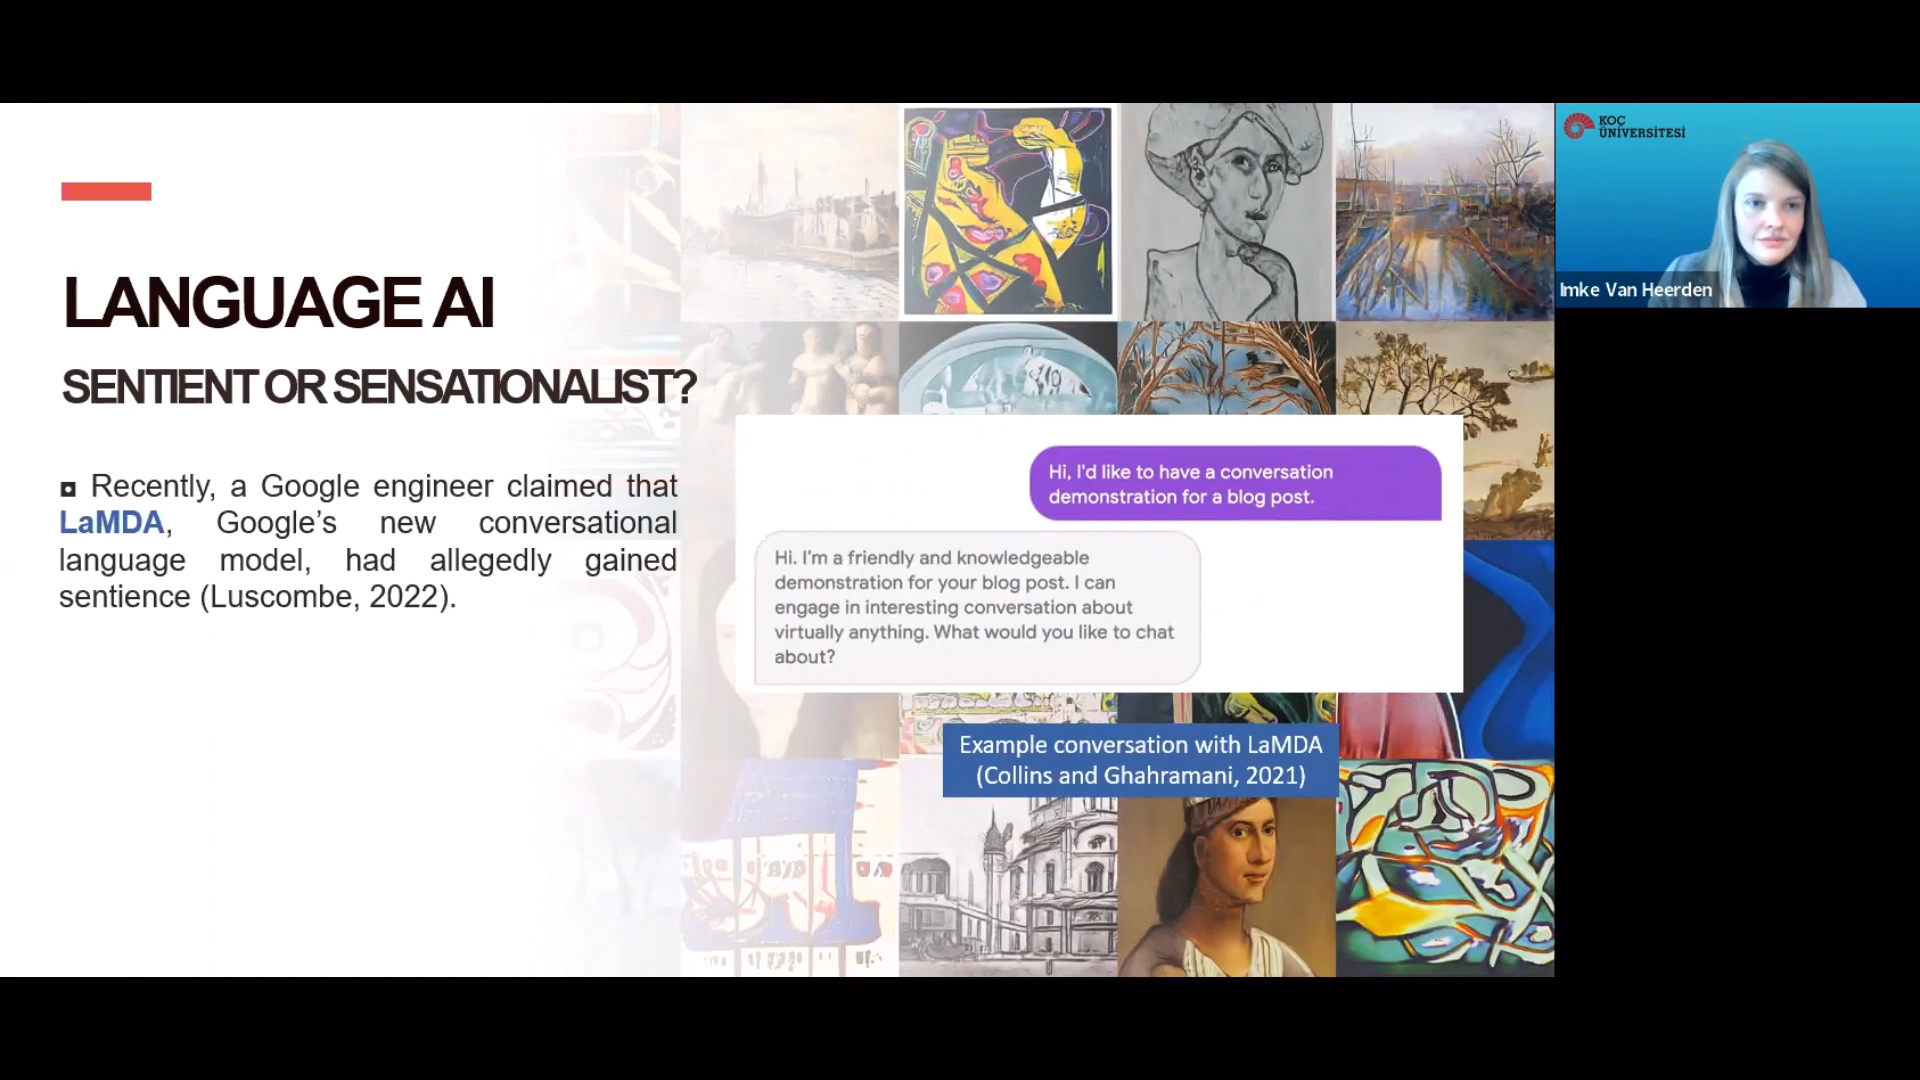 LANGUAGE AI
SENTIENT OR SENSATIONALIST?
Recently, a Google engineer claimed that
LaMDA, Google’s new conversational
language model, had allegedly gained
sentience (Luscombe, 2022).
Hi, I'd like to have a conversation
demonstration for a blog post.
Hi. I’m a friendly and knowledgeable
demonstration for your blog post. I can
engage in interesting conversation about
virtually anything. What would you like to chat
about?
Example conversation with LaMDA
(Collins and Ghahramani, 2021)
KOÇ
ÜNİVERSİTESİ
Imke Van Heerden